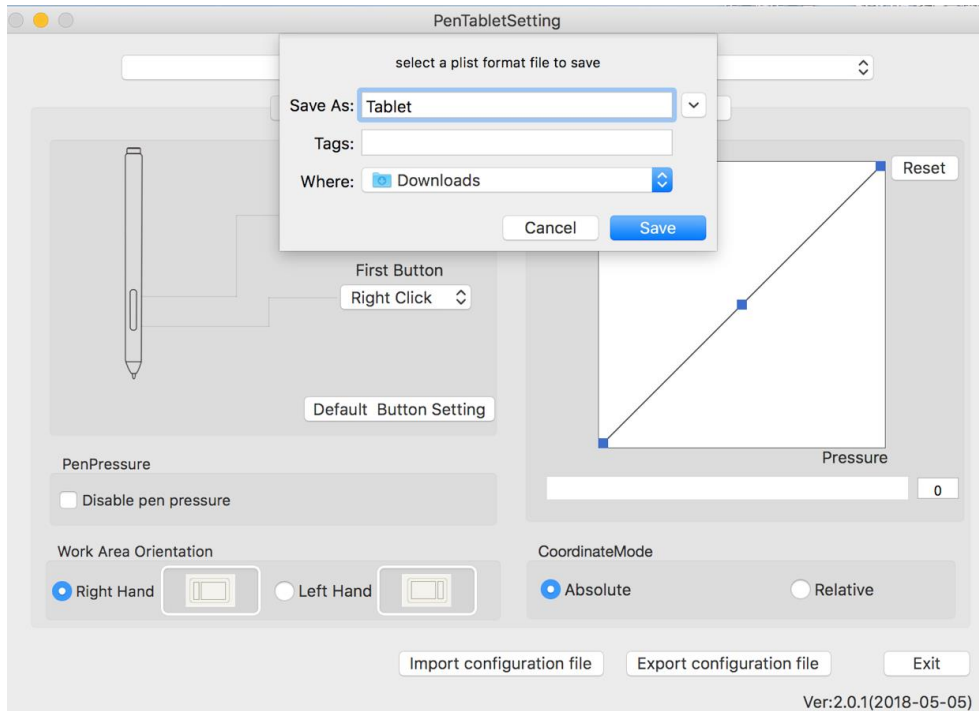 PenTabletSetting
select a plist format file to save
Save As: Tablet
Tags:
Where: Downloads
Cancel Save
Reset
First Button
Right Click
Default Button Setting
Pressure
0
PenPressure
Disable pen pressure
Work Area Orientation
Right Hand Left Hand
CoordinateMode
Absolute Relative
Import configuration file Export configuration file Exit
Ver:2.0.1(2018-05-05)